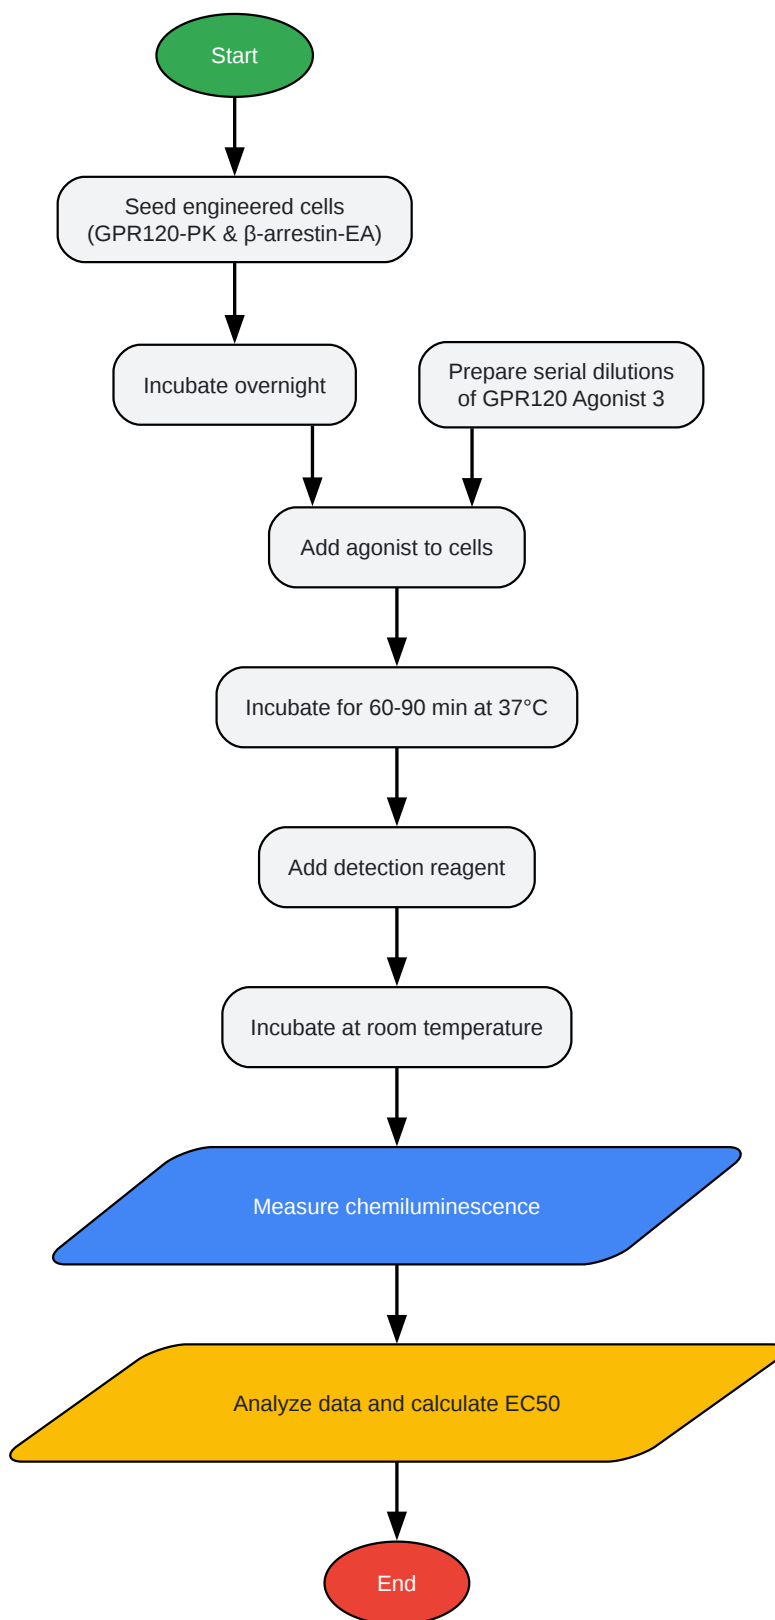 Start
Seed engineered cells
(GPR120-PK & β-arrestin-EA)
Incubate overnight
Prepare serial dilutions
of GPR120 Agonist 3
Add agonist to cells
Incubate for 60-90 min at 37°C
Add detection reagent
Incubate at room temperature
Measure chemiluminescence
Analyze data and calculate EC50
End